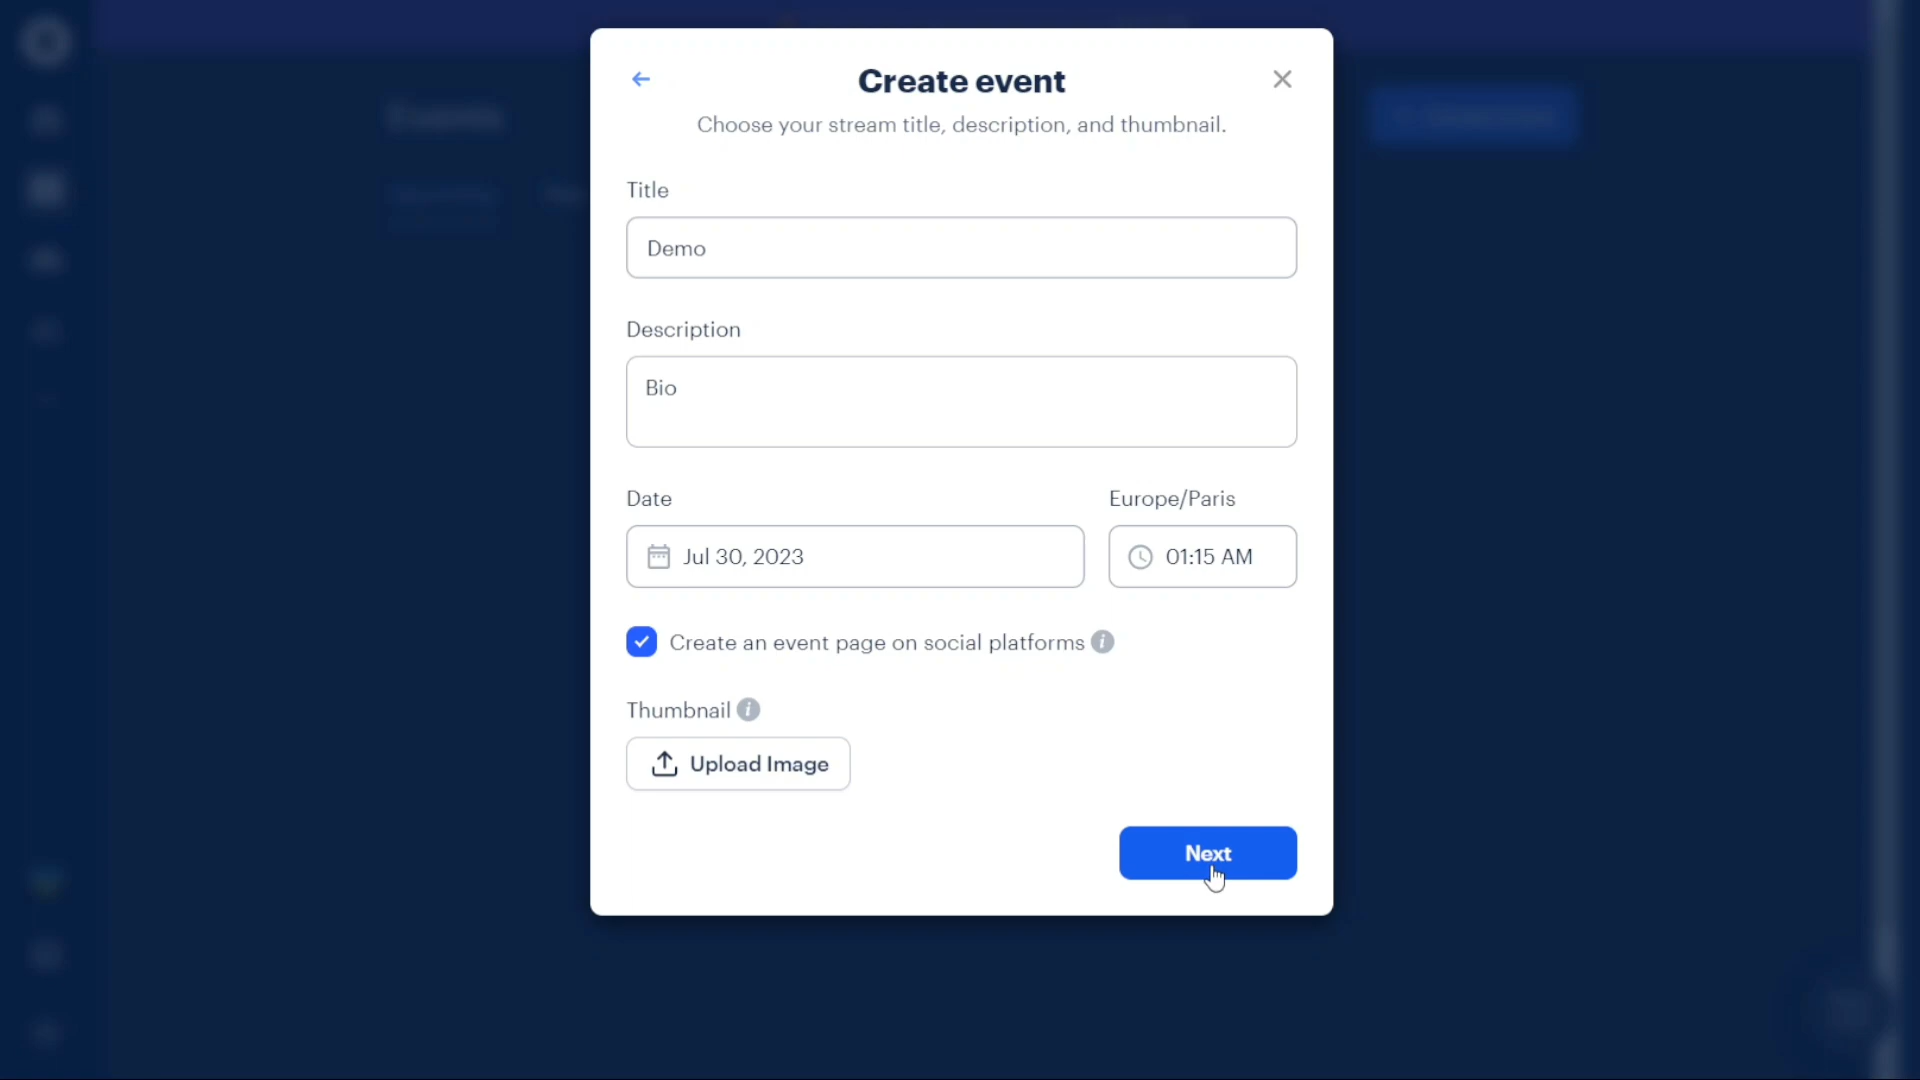 Create event
Choose your stream title, description, and thumbnail.
Title
Demo
Description
Bio
Date
Europe/Paris
Jul 30, 2023
01:15 AM
Create an event page on social platforms
Thumbnail
Upload Image
Next